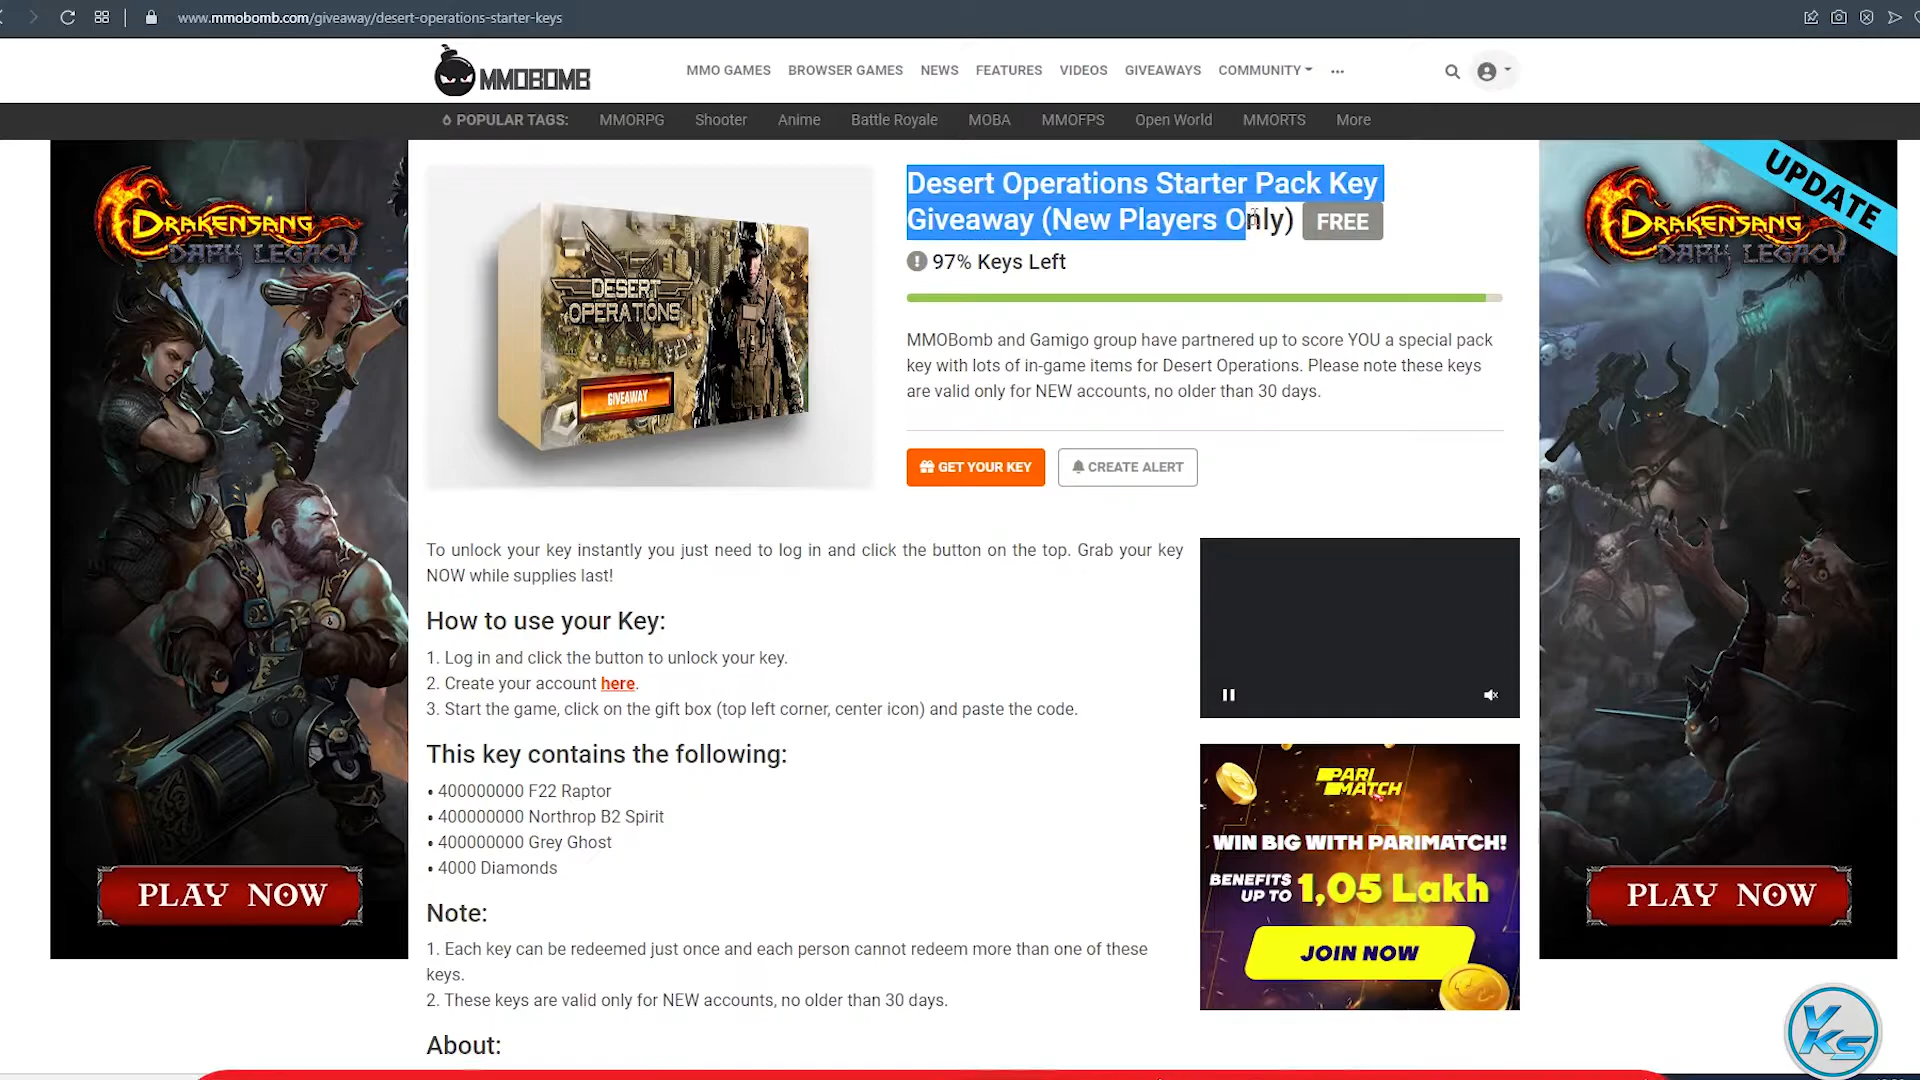 www.mmobomb.com/giveaway/desert-operations-starter-keys
MMOBOMB
MMO GAMES
BROWSER GAMES
NEWS
FEATURES
VIDEOS
GIVEAWAYS
COMMUNITY
POPULAR TAGS:
MMORPG
Shooter
Anime
Battle Royale
MOBA
MMOFPS
Open World
MMORTS
More
DRAKENSANG
DARK LEGACY
PLAY NOW
DESERT
OPERATIONS
GIVEAWAY
Desert Operations Starter Pack Key
Giveaway (New Players Only) FREE
97% Keys Left
MMOBomb and Gamigo group have partnered up to score YOU a special pack
key with lots of in-game items for Desert Operations. Please note these keys
are valid only for NEW accounts, no older than 30 days.
GET YOUR KEY
CREATE ALERT
UPDATE
DRAKENSANG
DARK LEGACY
PLAY NOW
To unlock your key instantly you just need to log in and click the button on the top. Grab your key
NOW while supplies last!
How to use your Key:
1. Log in and click the button to unlock your key.
2. Create your account here.
3. Start the game, click on the gift box (top left corner, center icon) and paste the code.
This key contains the following:
• 400000000 F22 Raptor
• 400000000 Northrop B2 Spirit
• 400000000 Grey Ghost
• 4000 Diamonds
Note:
1. Each key can be redeemed just once and each person cannot redeem more than one of these
keys.
2. These keys are valid only for NEW accounts, no older than 30 days.
About:
PARI
MATCH
WIN BIG WITH PARIMATCH!
BENEFITS
UP TO 1,05 Lakh
JOIN NOW
VKS